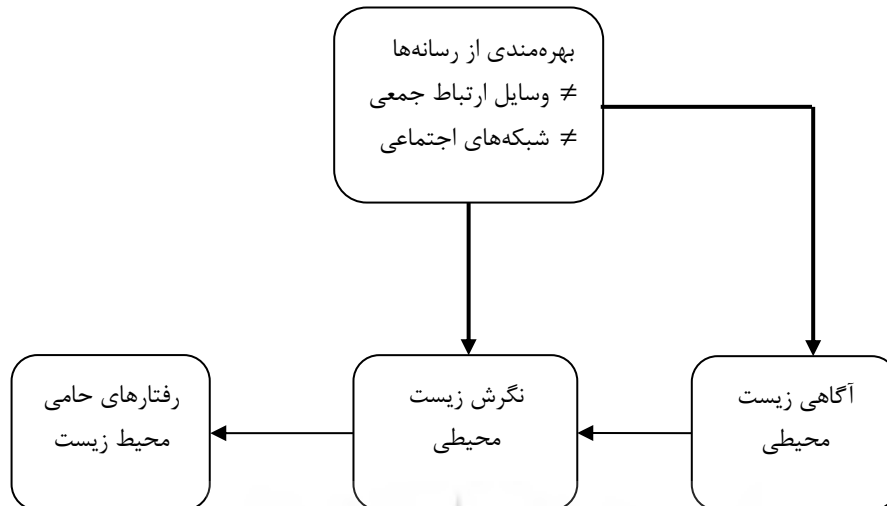 بهره‌مندی از رسانه‌ها
≠ وسایل ارتباط جمعی
≠ شبکه‌های اجتماعی
آگاهی زیست
محیطی
نگرش زیست
محیطی
رفتارهای حامی
محیط زیست